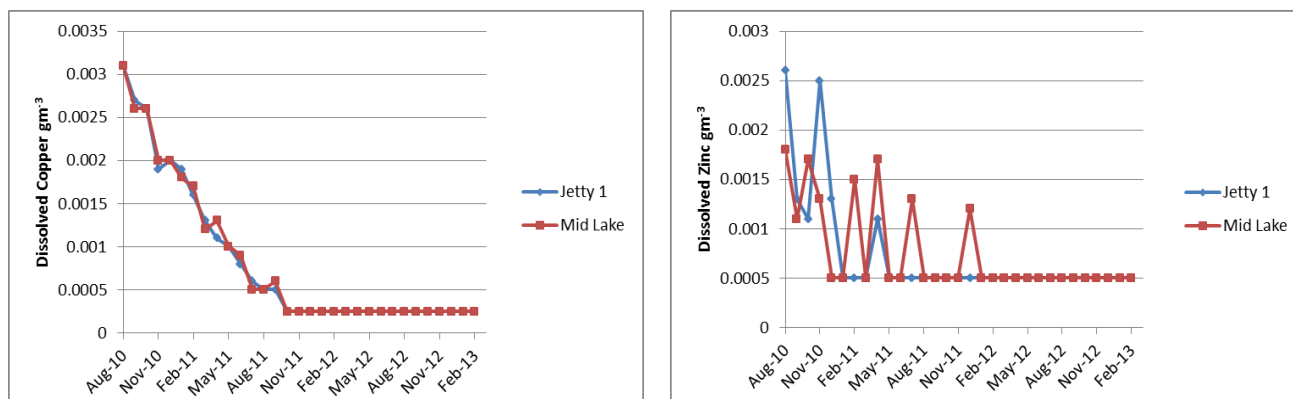 0.0035
0.003
0.0025
0.002
0.0015
0.001
0.0005
0
Dissolved Copper gm-3
Aug-10
Nov-10
Feb-11
May-11
Aug-11
Nov-11
Feb-12
May-12
Aug-12
Nov-12
Feb-13
Jetty 1
Mid Lake
0.003
0.0025
0.002
0.0015
0.001
0.0005
0
Dissolved Zinc gm-3
Aug-10
Nov-10
Feb-11
May-11
Aug-11
Nov-11
Feb-12
May-12
Aug-12
Nov-12
Feb-13
Jetty 1
Mid Lake